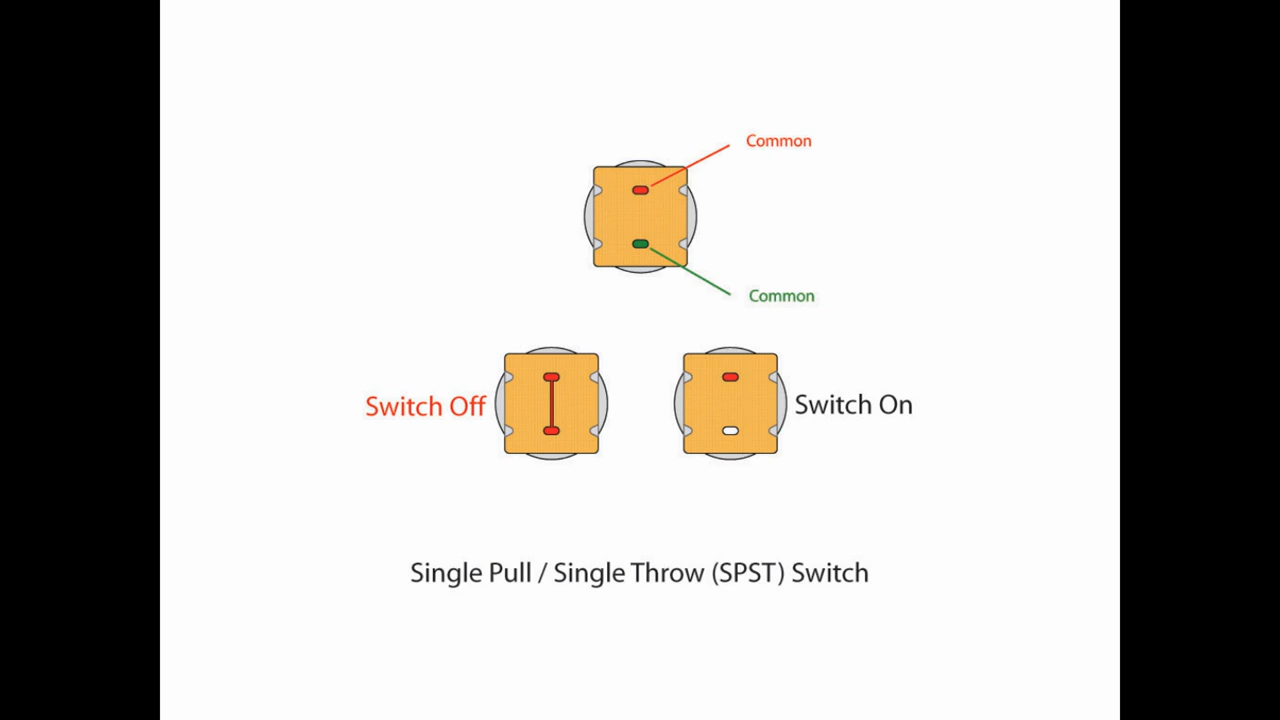 Common
Common
Switch Off
Switch On
Single Pull / Single Throw (SPST) Switch